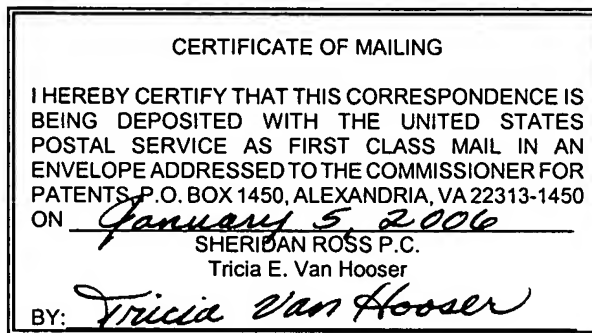 CERTIFICATE OF MAILING
I HEREBY CERTIFY THAT THIS CORRESPONDENCE IS
BEING DEPOSITED WITH THE UNITED STATES
POSTAL SERVICE AS FIRST CLASS MAIL IN AN
ENVELOPE ADDRESSED TO THE COMMISSIONER FOR
PATENTS, P.O. BOX 1450, ALEXANDRIA, VA 22313-1450
ON January 5, 2006
SHERIDAN ROSS P.C.
Tricia E. Van Hooser
BY: Tricia Van Hooser